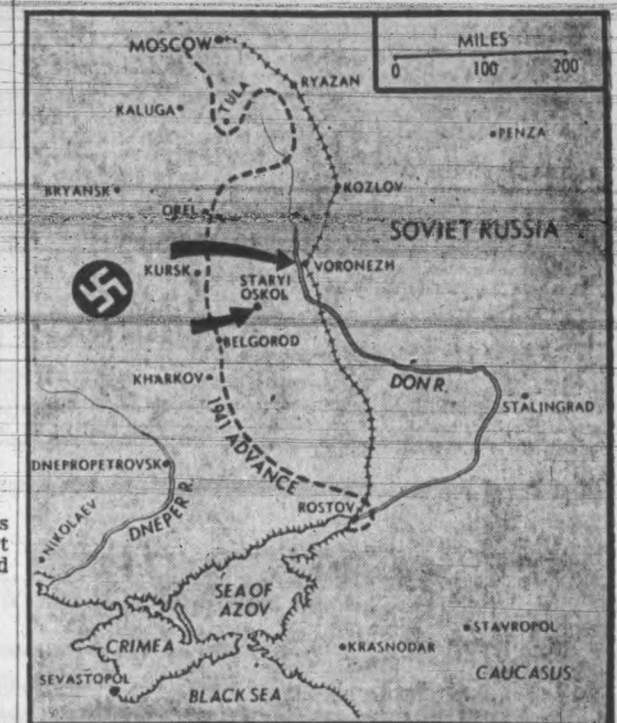 MOSCOW
MILES
0 100 200
RYAZAN
KALUGA
TULA
PENZA
BRYANSK
KOZLOV
OREL
SOVIET RUSSIA
KURSK
VORONEZH
STARYI
OSKOL
BELGOROD
KHARKOV
DON R.
STALINGRAD
1941 ADVANCE
DNEPROPETROVSK
DNEPER R.
NIKOLAEV
ROSTOV
s
t
d
SEA OF
AZOV
CRIMEA
KRASNODAR
STAVROPOL
CAUCASUS
SEVASTOPOL
BLACK SEA